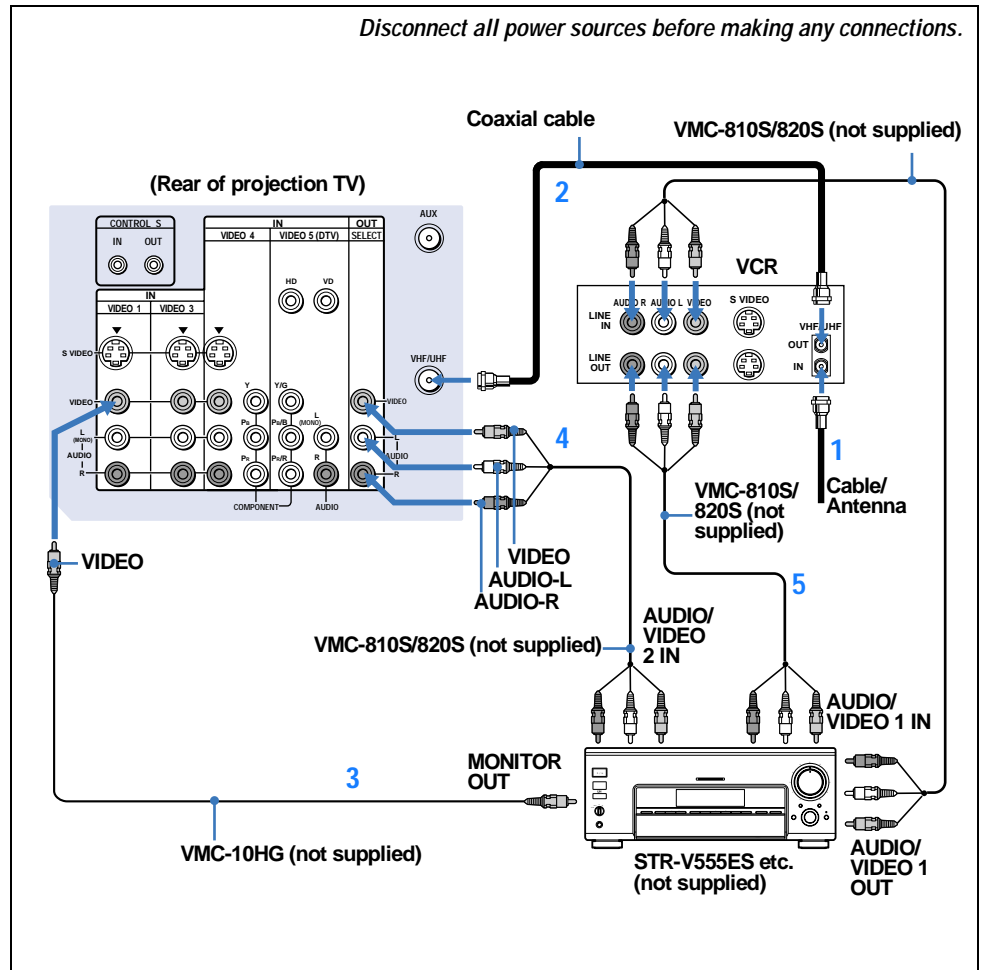 Disconnect all power sources before making any connections.
Coaxial cable
VMC-810S/820S (not supplied)
2
(Rear of projection TV)
CONTROL S
IN OUT
IN
OUT
VIDEO 4
VIDEO 5 (DTV)
SELECT
AUX
HD VD
IN
VIDEO 1
VIDEO 3
S VIDEO
VHF/UHF
VIDEO
Y
Y/G
L
(MONO)
VIDEO
L
(MONO)
AUDIO
R
PB
PB/B
L
AUDIO
R
PR
PR/R
R
COMPONENT
AUDIO
VCR
AUDIO R AUDIO L VIDEO
S VIDEO
LINE
IN
VHF/UHF
OUT
LINE
OUT
IN
4
1
Cable/
Antenna
VMC-810S/
820S (not
supplied)
VIDEO
VIDEO
AUDIO-L
AUDIO-R
5
AUDIO/
VIDEO
2 IN
VMC-810S/820S (not supplied)
AUDIO/
VIDEO 1 IN
MONITOR
OUT
3
VMC-10HG (not supplied)
STR-V555ES etc.
(not supplied)
AUDIO/
VIDEO 1
OUT